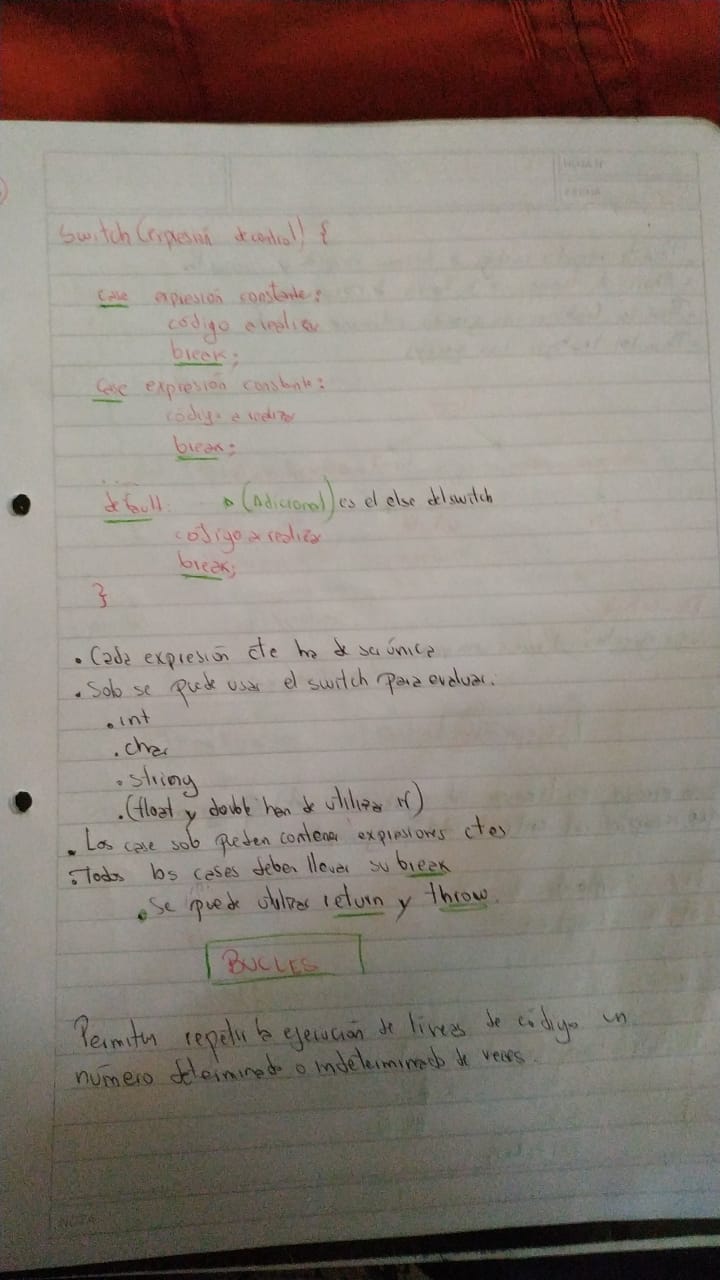 Switch (expresión de control) {
case expresión constante:
código a realizar
break;
Case expresión constante:
código a realizar
break;
...
default: (Adicional) es el else del switch
código a realizar
break;
}
• Cada expresión cte ha de ser única
• Solo se puede usar el switch para evaluar:
• int
• char
• string
• (float y double han de utilizar if)
• Los case solo pueden contener expresiones ctes
• Todos los cases deben llevar su break
• Se puede utilizar return y throw.
BUCLES
Permiten repetir la ejecución de líneas de código un
número determinado o indeterminado de veces.
NOTA